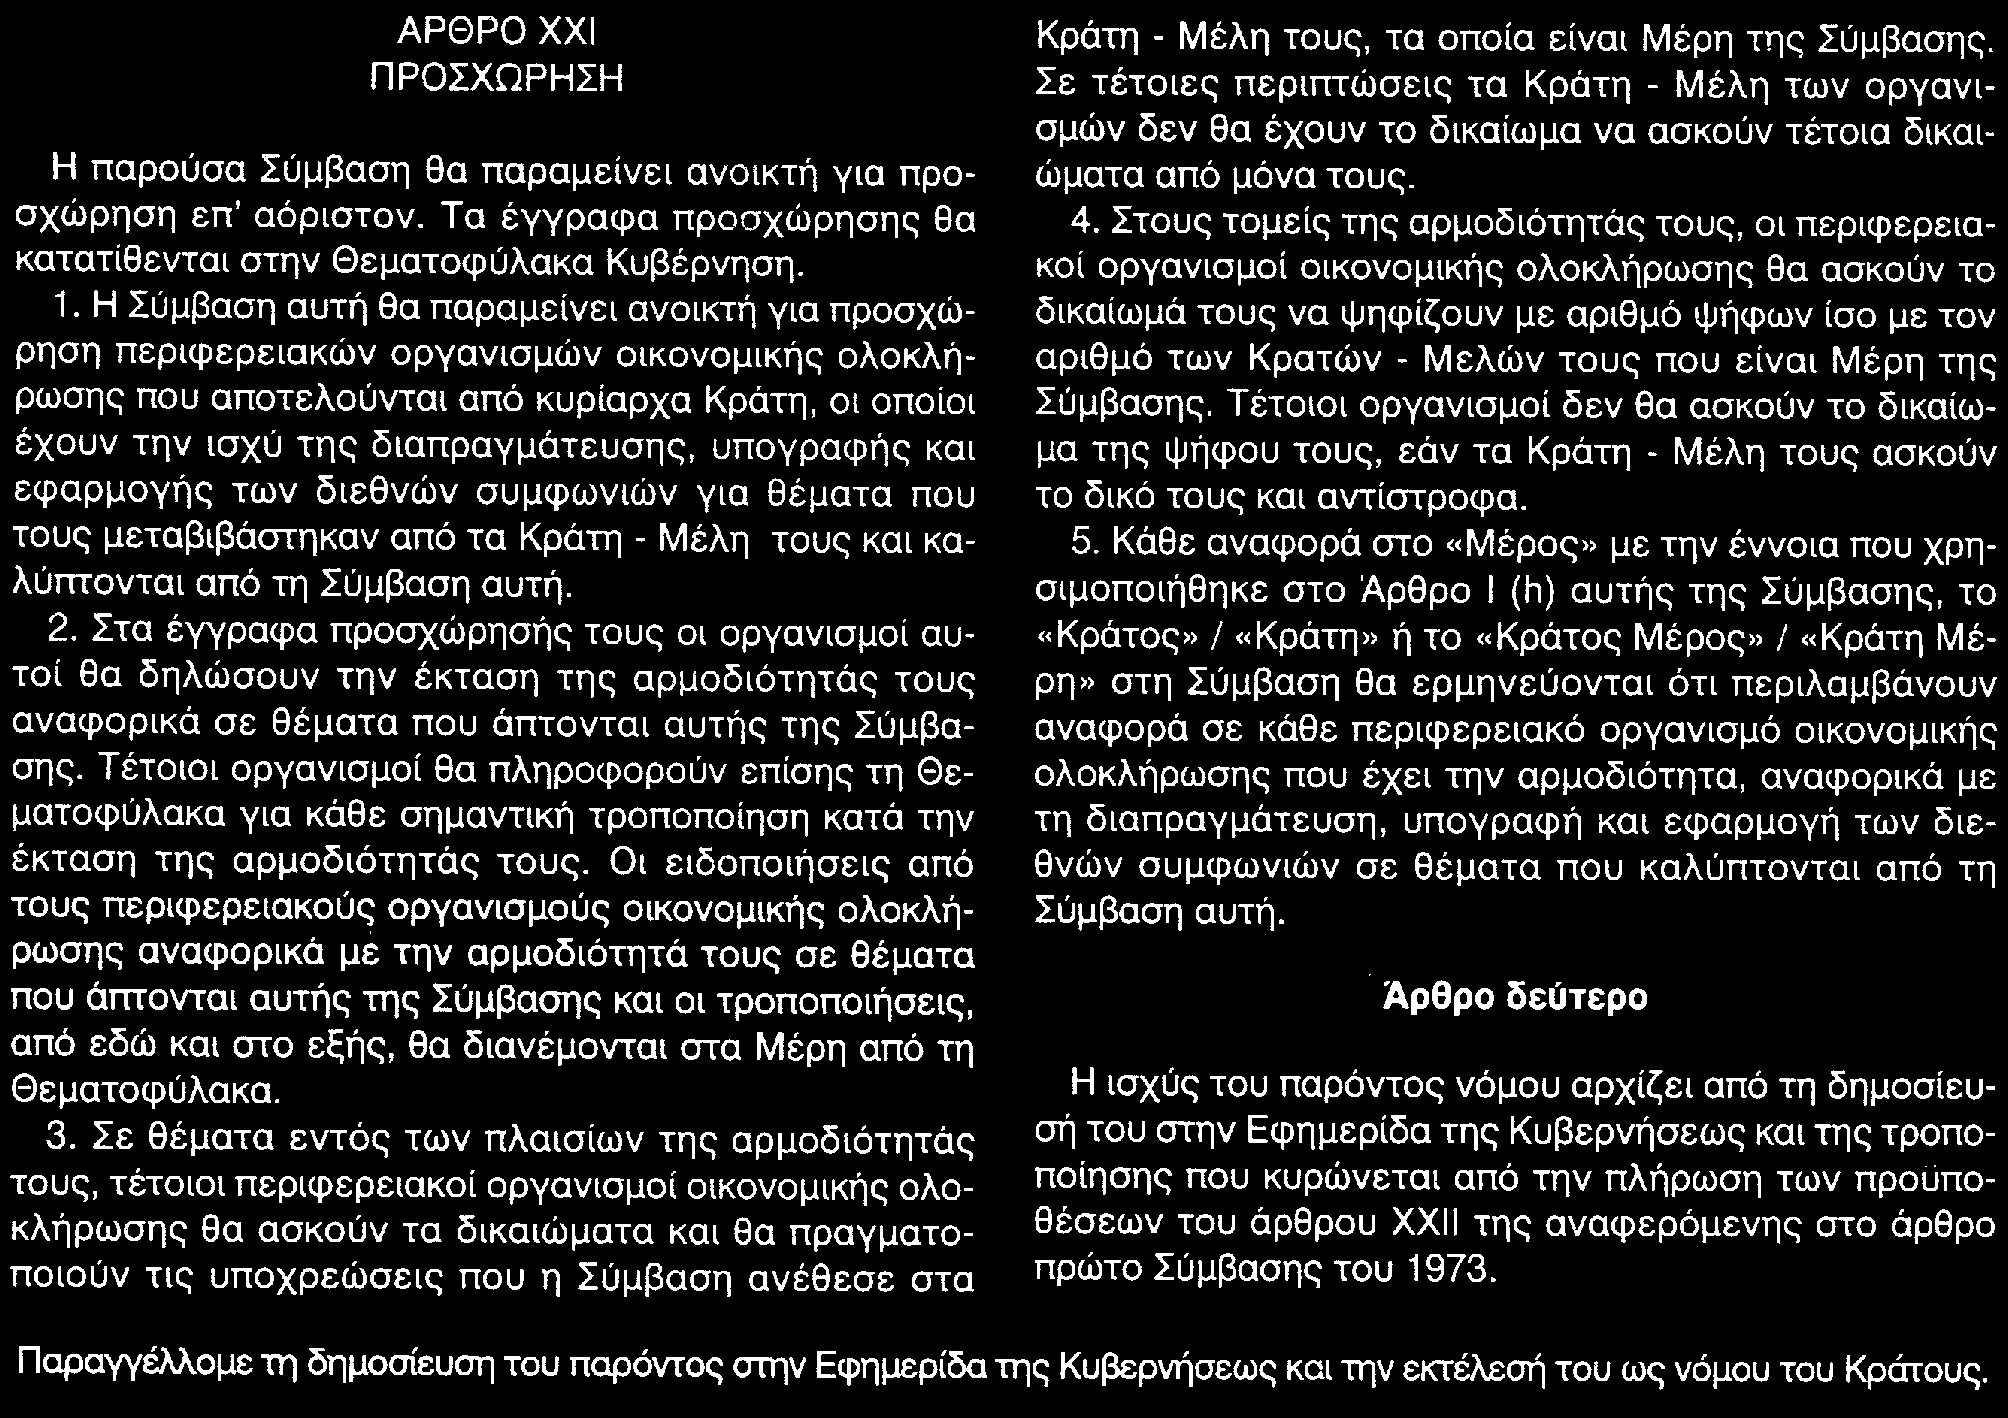 ΑΡΘΡΟ XXI
ΠΡΟΣΧΩΡΗΣΗ
Η παρούσα Σύμβαση θα παραμείνει ανοικτή για προ-
σχώρηση επ’ αόριστον. Τα έγγραφα προσχώρησης θα
κατατίθενται στην Θεματοφύλακα Κυβέρνηση.
1. Η Σύμβαση αυτή θα παραμείνει ανοικτή για προσχώ-
ρηση περιφερειακών οργανισμών οικονομικής ολοκλή-
ρωσης που αποτελούνται από κυρίαρχα Κράτη, οι οποίοι
έχουν την ισχύ της διαπραγμάτευσης, υπογραφής και
εφαρμογής των διεθνών συμφωνιών για θέματα που
τους μεταβιβάστηκαν από τα Κράτη - Μέλη τους και κα-
λύπτονται από τη Σύμβαση αυτή.
2. Στα έγγραφα προσχώρησής τους οι οργανισμοί αυ-
τοί θα δηλώσουν την έκταση της αρμοδιότητάς τους
αναφορικά σε θέματα που άπτονται αυτής της Σύμβα-
σης. Τέτοιοι οργανισμοί θα πληροφορούν επίσης τη Θε-
ματοφύλακα για κάθε σημαντική τροποποίηση κατά την
έκταση της αρμοδιότητάς τους. Οι ειδοποιήσεις από
τους περιφερειακούς οργανισμούς οικονομικής ολοκλή-
ρωσης αναφορικά με την αρμοδιότητά τους σε θέματα
που άπτονται αυτής της Σύμβασης και οι τροποποιήσεις,
από εδώ και στο εξής, θα διανέμονται στα Μέρη από τη
Θεματοφύλακα.
3. Σε θέματα εντός των πλαισίων της αρμοδιότητάς
τους, τέτοιοι περιφερειακοί οργανισμοί οικονομικής ολο-
κλήρωσης θα ασκούν τα δικαιώματα και θα πραγματο-
ποιούν τις υποχρεώσεις που η Σύμβαση ανέθεσε στα
Κράτη - Μέλη τους, τα οποία είναι Μέρη της Σύμβασης.
Σε τέτοιες περιπτώσεις τα Κράτη - Μέλη των οργανι-
σμών δεν θα έχουν το δικαίωμα να ασκούν τέτοια δικαι-
ώματα από μόνα τους.
4. Στους τομείς της αρμοδιότητάς τους, οι περιφερεια-
κοί οργανισμοί οικονομικής ολοκλήρωσης θα ασκούν το
δικαίωμά τους να ψηφίζουν με αριθμό ψήφων ίσο με τον
αριθμό των Κρατών - Μελών τους που είναι Μέρη της
Σύμβασης. Τέτοιοι οργανισμοί δεν θα ασκούν το δικαίω-
μα της ψήφου τους, εάν τα Κράτη - Μέλη τους ασκούν
το δικό τους και αντίστροφα.
5. Κάθε αναφορά στο «Μέρος» με την έννοια που χρη-
σιμοποιήθηκε στο Άρθρο I (h) αυτής της Σύμβασης, το
«Κράτος» / «Κράτη» ή το «Κράτος Μέρος» / «Κράτη Μέ-
ρη» στη Σύμβαση θα ερμηνεύονται ότι περιλαμβάνουν
αναφορά σε κάθε περιφερειακό οργανισμό οικονομικής
ολοκλήρωσης που έχει την αρμοδιότητα, αναφορικά με
τη διαπραγμάτευση, υπογραφή και εφαρμογή των διε-
θνών συμφωνιών σε θέματα που καλύπτονται από τη
Σύμβαση αυτή.
Άρθρο δεύτερο
Η ισχύς του παρόντος νόμου αρχίζει από τη δημοσίευ-
σή του στην Εφημερίδα της Κυβερνήσεως και της τροπο-
ποίησης που κυρώνεται από την πλήρωση των προϋπο-
θέσεων του άρθρου XXII της αναφερόμενης στο άρθρο
πρώτο Σύμβασης του 1973.
Παραγγέλλομε τη δημοσίευση του παρόντος στην Εφημερίδα της Κυβερνήσεως και την εκτέλεσή του ως νόμου του Κράτους.